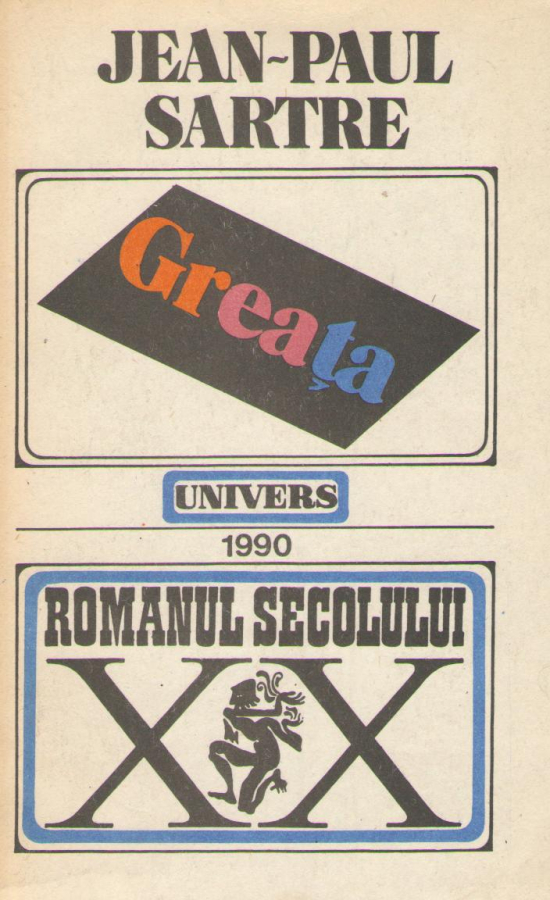 JEAN-PAUL
SARTRE
Greața
UNIVERS
1990
ROMANUL SECOLULUI
XX